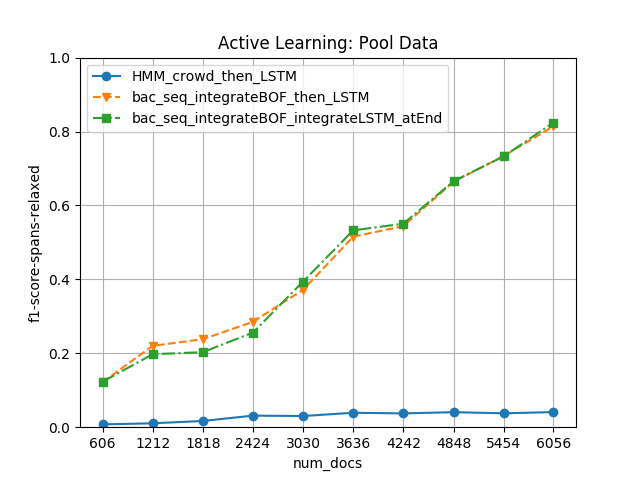 Active Learning: Pool Data
HMM_crowd_then_LSTM
bac_seq_integrateBOF_then_LSTM
bac_seq_integrateBOF_integrateLSTM_atEnd
f1-score-spans-relaxed
1.0
0.8
0.6
0.4
0.2
0.0
606 1212 1818 2424 3030 3636 4242 4848 5454 6056
num_docs